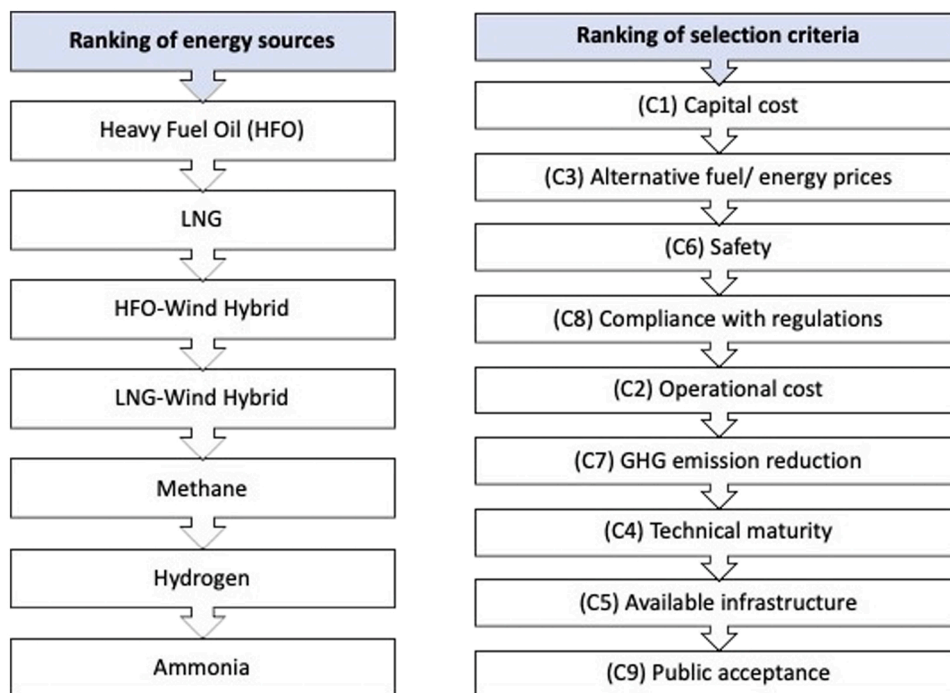 Ranking of energy sources
Heavy Fuel Oil (HFO)
LNG
HFO-Wind Hybrid
LNG-Wind Hybrid
Methane
Hydrogen
Ammonia
Ranking of selection criteria
(C1) Capital cost
(C3) Alternative fuel/ energy prices
(C6) Safety
(C8) Compliance with regulations
(C2) Operational cost
(C7) GHG emission reduction
(C4) Technical maturity
(C5) Available infrastructure
(C9) Public acceptance